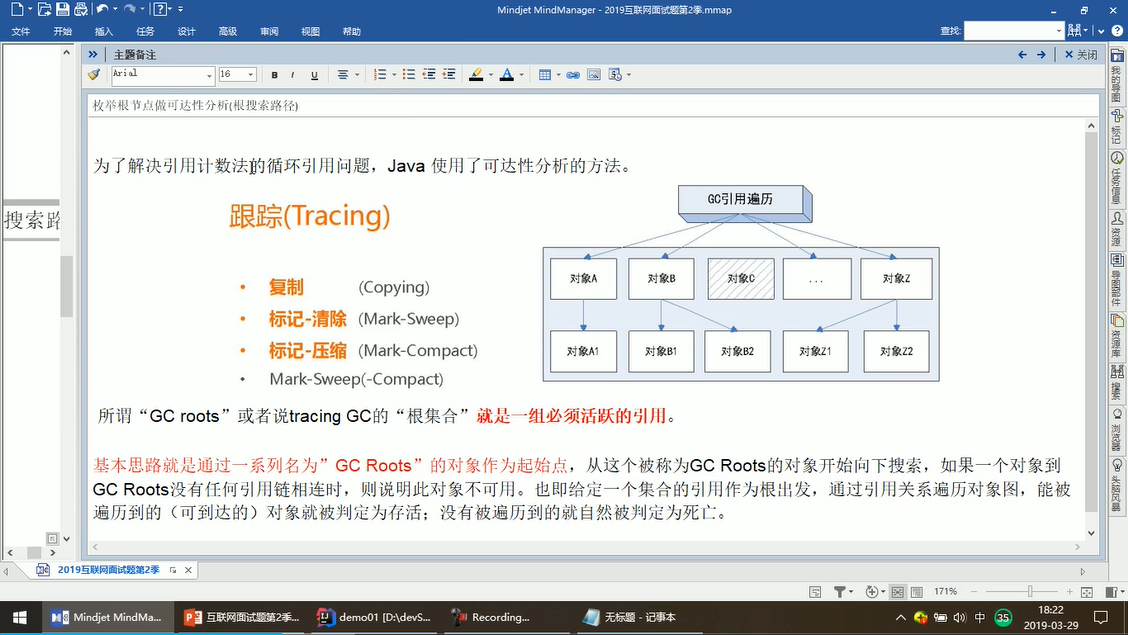 Mindjet MindManager - 2019互联网面试题第2季.mmap
文件 开始 插入 任务 设计 高级 审阅 视图 帮助
查找:
主题备注
关闭
Arial 16 B I U
枚举根节点做可达性分析(根搜索路径)
为了解决引用计数法的循环引用问题，Java 使用了可达性分析的方法。
搜索路
跟踪(Tracing)
• 复制 (Copying)
• 标记-清除 (Mark-Sweep)
• 标记-压缩 (Mark-Compact)
• Mark-Sweep(-Compact)
GC引用遍历
对象A 对象B 对象C ... 对象Z
对象A1 对象B1 对象B2 对象Z1 对象Z2
所谓“GC roots”或者说tracing GC的“根集合”就是一组必须活跃的引用。
基本思路就是通过一系列名为”GC Roots”的对象作为起始点，从这个被称为GC Roots的对象开始向下搜索，如果一个对象到
GC Roots没有任何引用链相连时，则说明此对象不可用。也即给定一个集合的引用作为根出发，通过引用关系遍历对象图，能被
遍历到的（可到达的）对象就被判定为存活；没有被遍历到的就自然被判定为死亡。
我的导图
标记
任务信息
资源
导图部件
资源库
搜索
浏览器
头脑风暴
2019互联网面试题第2季
171%
Mindjet MindMa...
互联网面试题第2季...
demo01 [D:\devS...
Recording...
无标题 - 记事本
中
35
18:22
2019-03-29